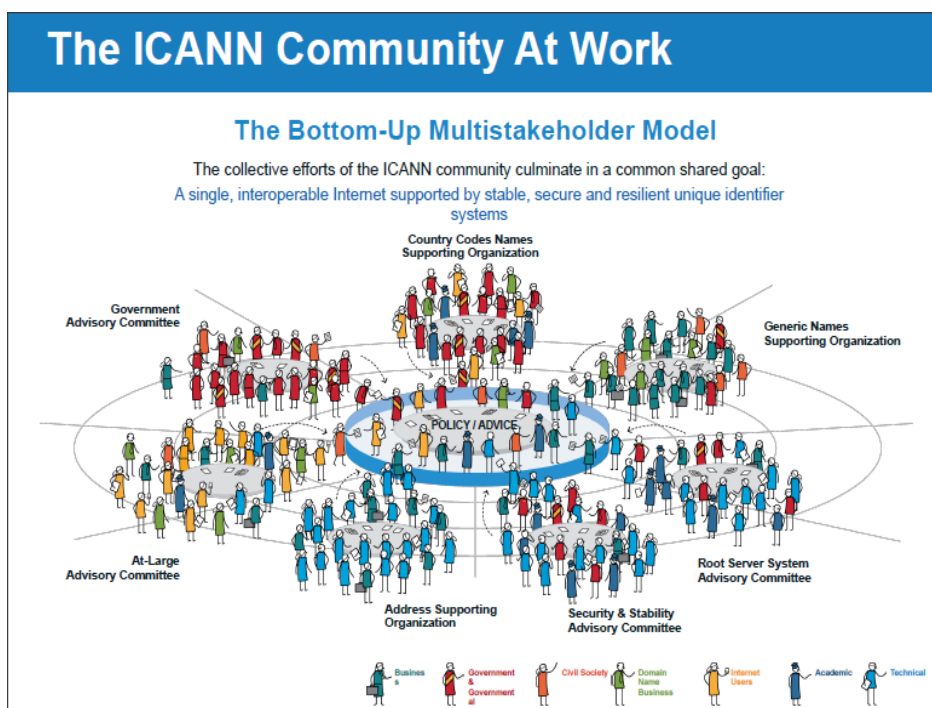 The ICANN Community At Work
The Bottom-Up Multistakeholder Model
The collective efforts of the ICANN community culminate in a common shared goal:
A single, interoperable Internet supported by stable, secure and resilient unique identifier
systems
Country Codes Names
Supporting Organization
Government
Advisory Committee
Generic Names
Supporting Organization
POLICY / ADVICE
At-Large
Advisory Committee
Root Server System
Advisory Committee
Address Supporting
Organization
Security & Stability
Advisory Committee
Busines
s
Government
&
Governmental
al
Civil Society
Domain
Name
Business
Internet
Users
Academic
Technical